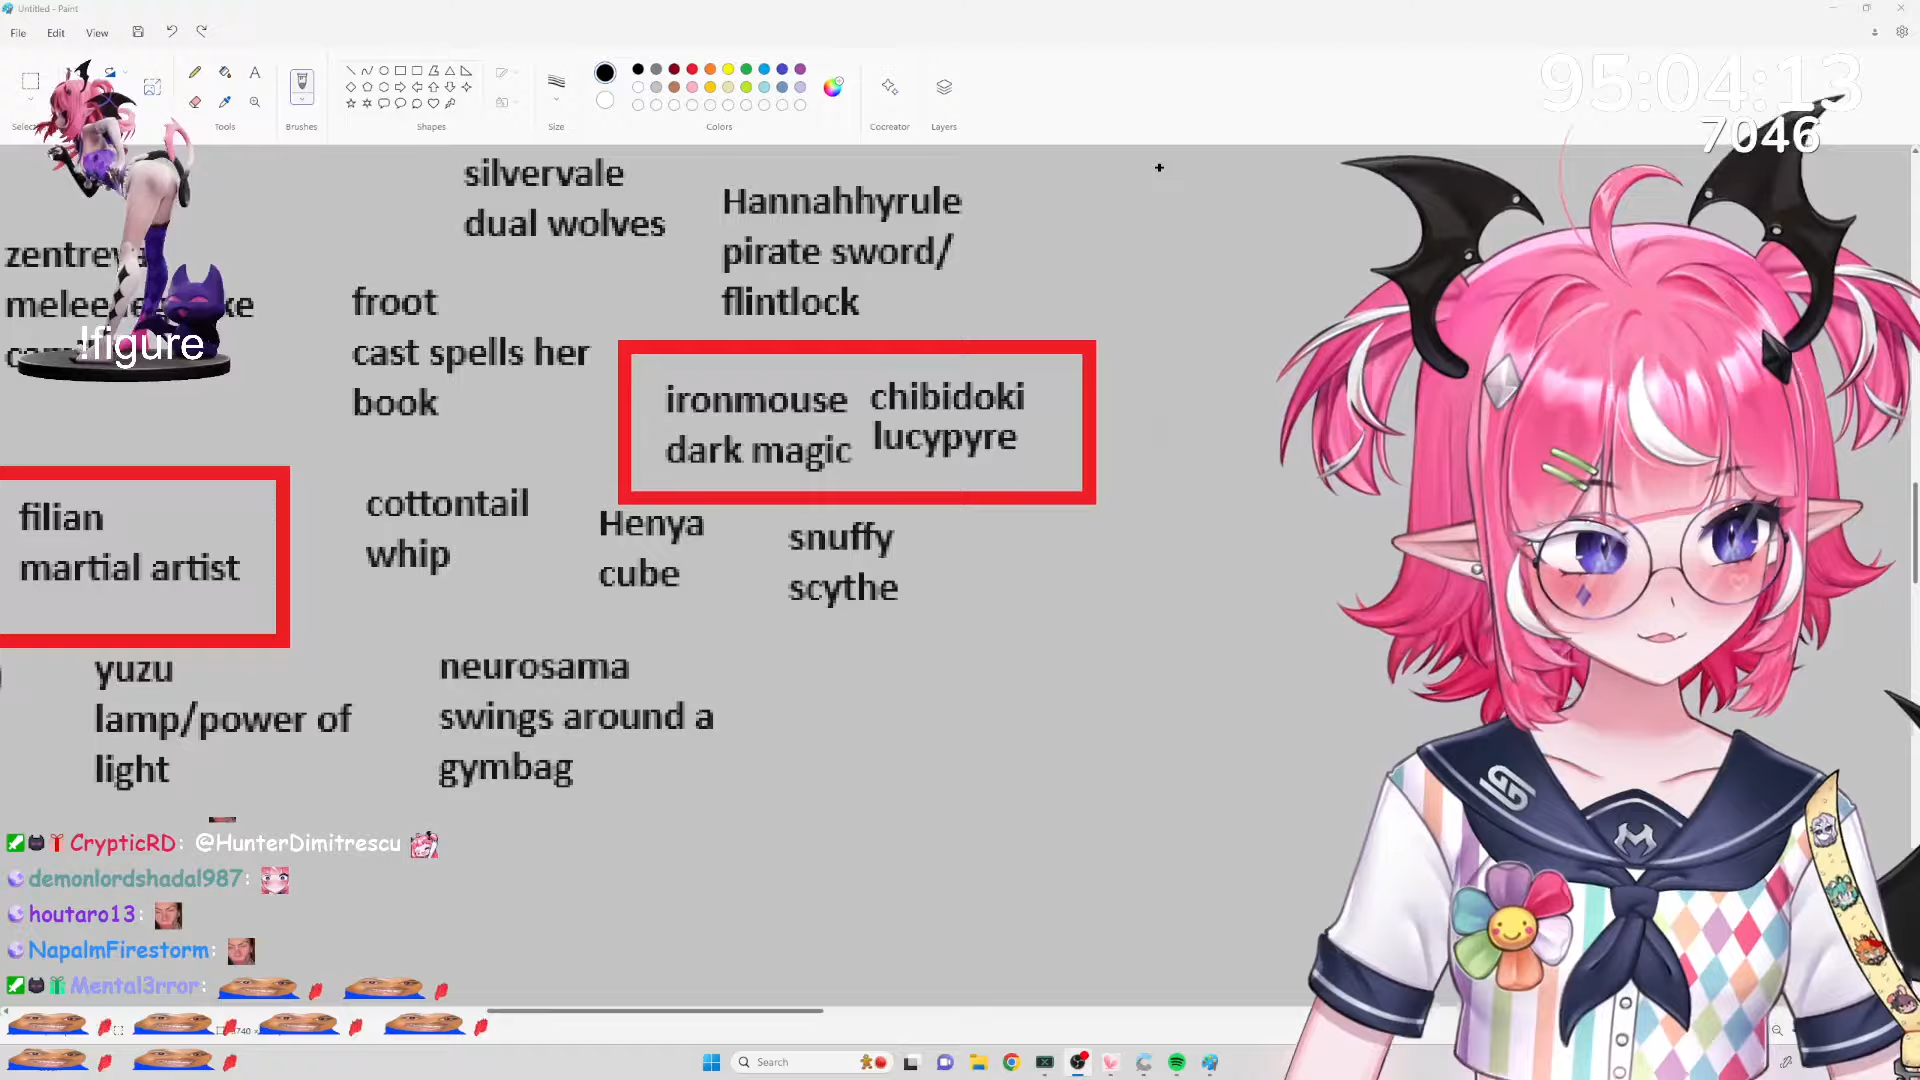 Untitled - Paint
File Edit View
Tools
Brushes
Shapes
Size
Colors
Cocreator
Layers
95:04:13
7046
silvervale
dual wolves
Hannahhyrule
pirate sword/
flintlock
melee
!figure
froot
cast spells her
book
ironmouse
dark magic
chibidoki
lucypyre
filian
martial artist
cottontail
whip
Henya
cube
snuffy
scythe
yuzu
lamp/power of
light
neurosama
swings around a
gymbag
CrypticRD: @HunterDimitrescu
demonlordshadal987:
houtaro13:
NapalmFirestorm:
Mental3rror:
Search